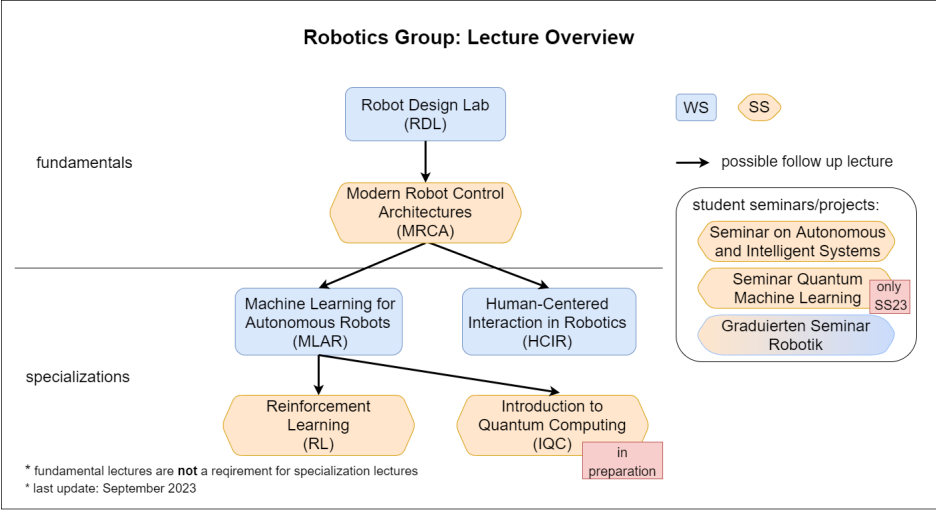 Robotics Group: Lecture Overview
Robot Design Lab
(RDL)
WS
SS
fundamentals
possible follow up lecture
Modern Robot Control
Architectures
(MRCA)
student seminars/projects:
Seminar on Autonomous
and Intelligent Systems
Seminar Quantum
Machine Learning
only
SS23
Graduierten Seminar
Robotik
Machine Learning for
Autonomous Robots
(MLAR)
Human-Centered
Interaction in Robotics
(HCIR)
specializations
Reinforcement
Learning
(RL)
Introduction to
Quantum Computing
(IQC)
in
preparation
* fundamental lectures are not a reqirement for specialization lectures
* last update: September 2023